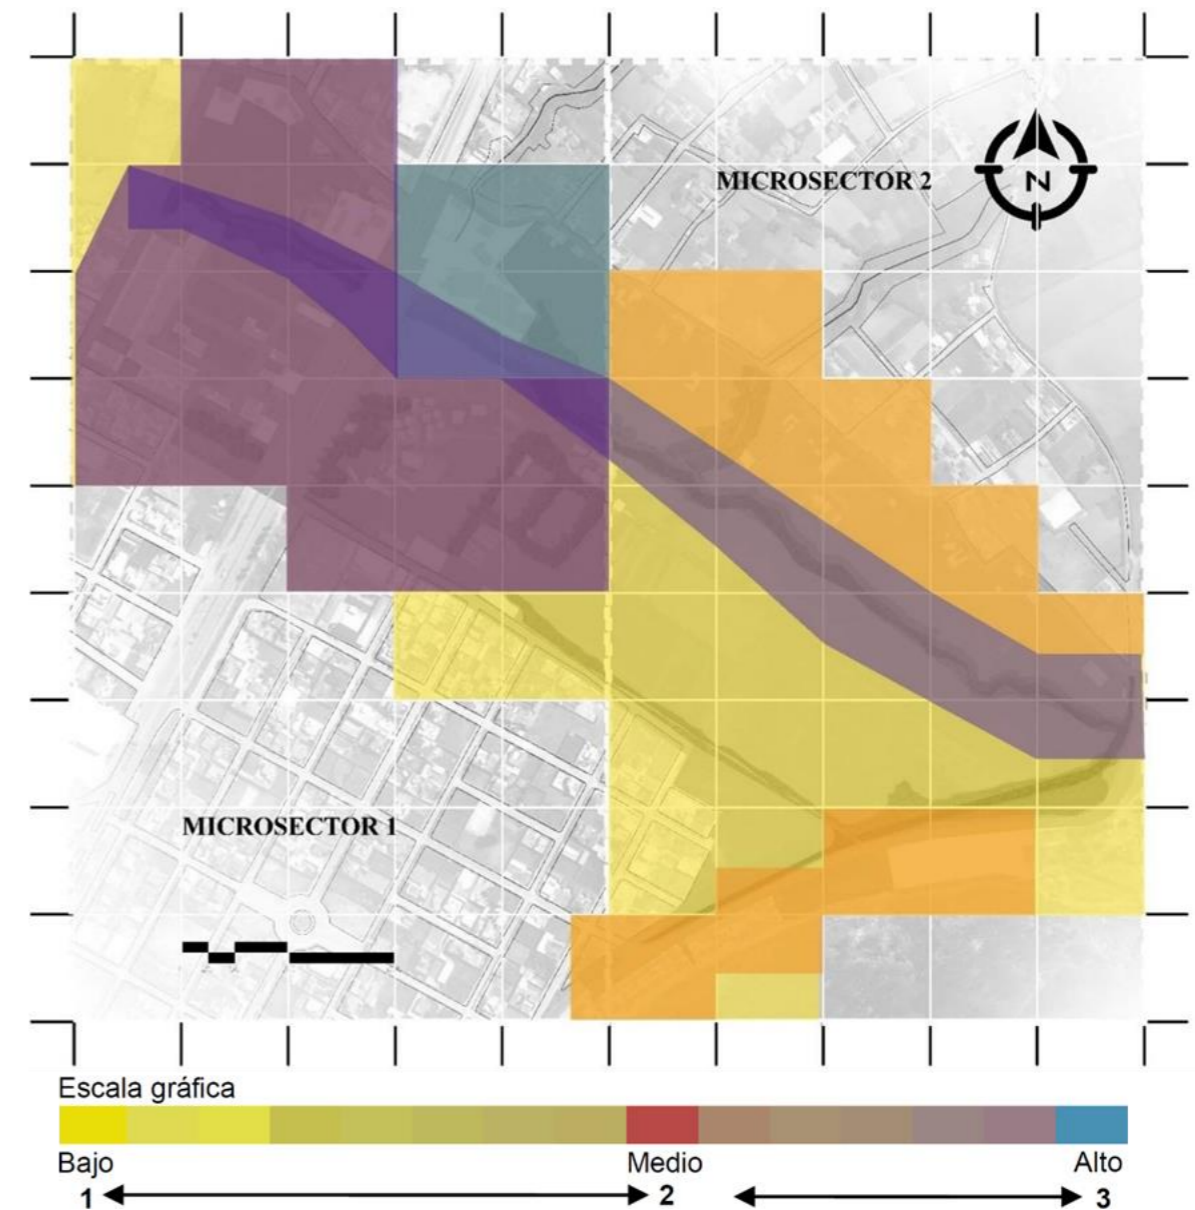 MICROSECTOR 2
N
MICROSECTOR 1
Escala gráfica
Bajo Medio Alto
1 2 3